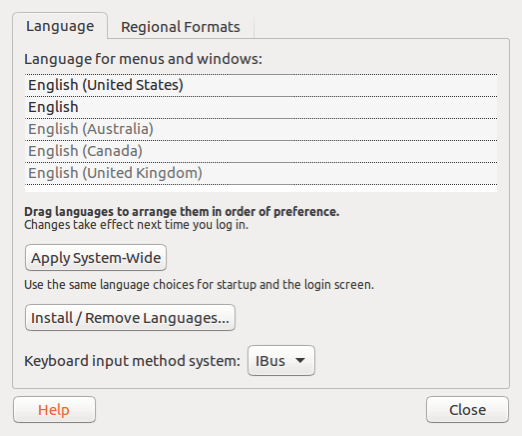 Language Regional Formats
Language for menus and windows:
English (United States)
English
English (Australia)
English (Canada)
English (United Kingdom)
Drag languages to arrange them in order of preference.
Changes take effect next time you log in.
Apply System-Wide
Use the same language choices for startup and the login screen.
Install / Remove Languages...
Keyboard input method system: IBus
Help Close